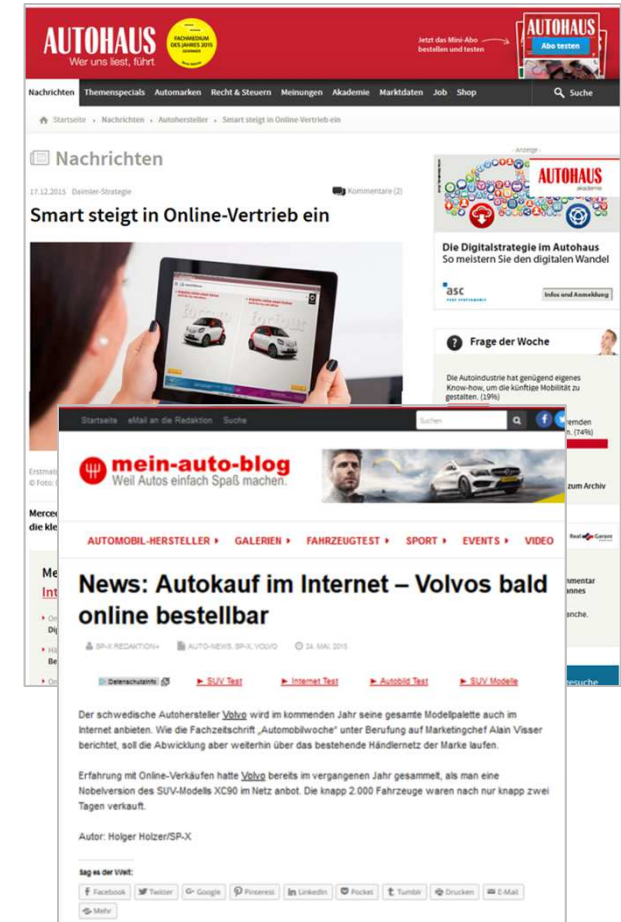 AUTOHAUS
Wer uns liest, führt.
FACHMEDIUM
DES JAHRES 2015
Jetzt das Mini-Abo
bestellen und testen
AUTOHAUS
Abo testen
Nachrichten Themenspecials Automarken Recht & Steuern Meinungen Akademie Marktdaten Job Shop Suche
Startseite Nachrichten Autohersteller Smart steigt in Online-Vertrieb ein
Nachrichten
- Anzeige -
17.12.2015 Daimler-Strategie
Kommentare (2)
Smart steigt in Online-Vertrieb ein
AUTOHAUS
akademie
Die Digitalstrategie im Autohaus
So meistern Sie den digitalen Wandel
asc
Infos und Anmeldung
? Frage der Woche
Die Autoindustrie hat genügend eigenes
Know-how, um die künftige Mobilität zu
gestalten. (19%)
(74%)
zum Archiv
Real Garant
Startseite eMail an die Redaktion Suche
Suchen
mein-auto-blog
Weil Autos einfach Spaß machen.
AUTOMOBIL-HERSTELLER GALERIEN FAHRZEUGTEST SPORT EVENTS VIDEO
News: Autokauf im Internet – Volvos bald
online bestellbar
SP-X REDAKTION+ AUTO-NEWS, SP-X, VOLVO 24. MAI, 2015
Datenschutzinfo ► SUV Test ► Internet Test ► Autobild Test ► SUV Modelle
Der schwedische Autohersteller Volvo wird im kommenden Jahr seine gesamte Modellpalette auch im
Internet anbieten. Wie die Fachzeitschrift „Automobilwoche“ unter Berufung auf Marketingchef Alain Visser
berichtet, soll die Abwicklung aber weiterhin über das bestehende Händlernetz der Marke laufen.
Erfahrung mit Online-Verkäufen hatte Volvo bereits im vergangenen Jahr gesammelt, als man eine
Nobelversion des SUV-Modells XC90 im Netz anbot. Die knapp 2.000 Fahrzeuge waren nach nur knapp zwei
Tagen verkauft.
Autor: Holger Holzer/SP-X
Sag es der Welt:
Facebook Twitter Google Pinterest LinkedIn Pocket Tumblr Drucken E-Mail
Mehr